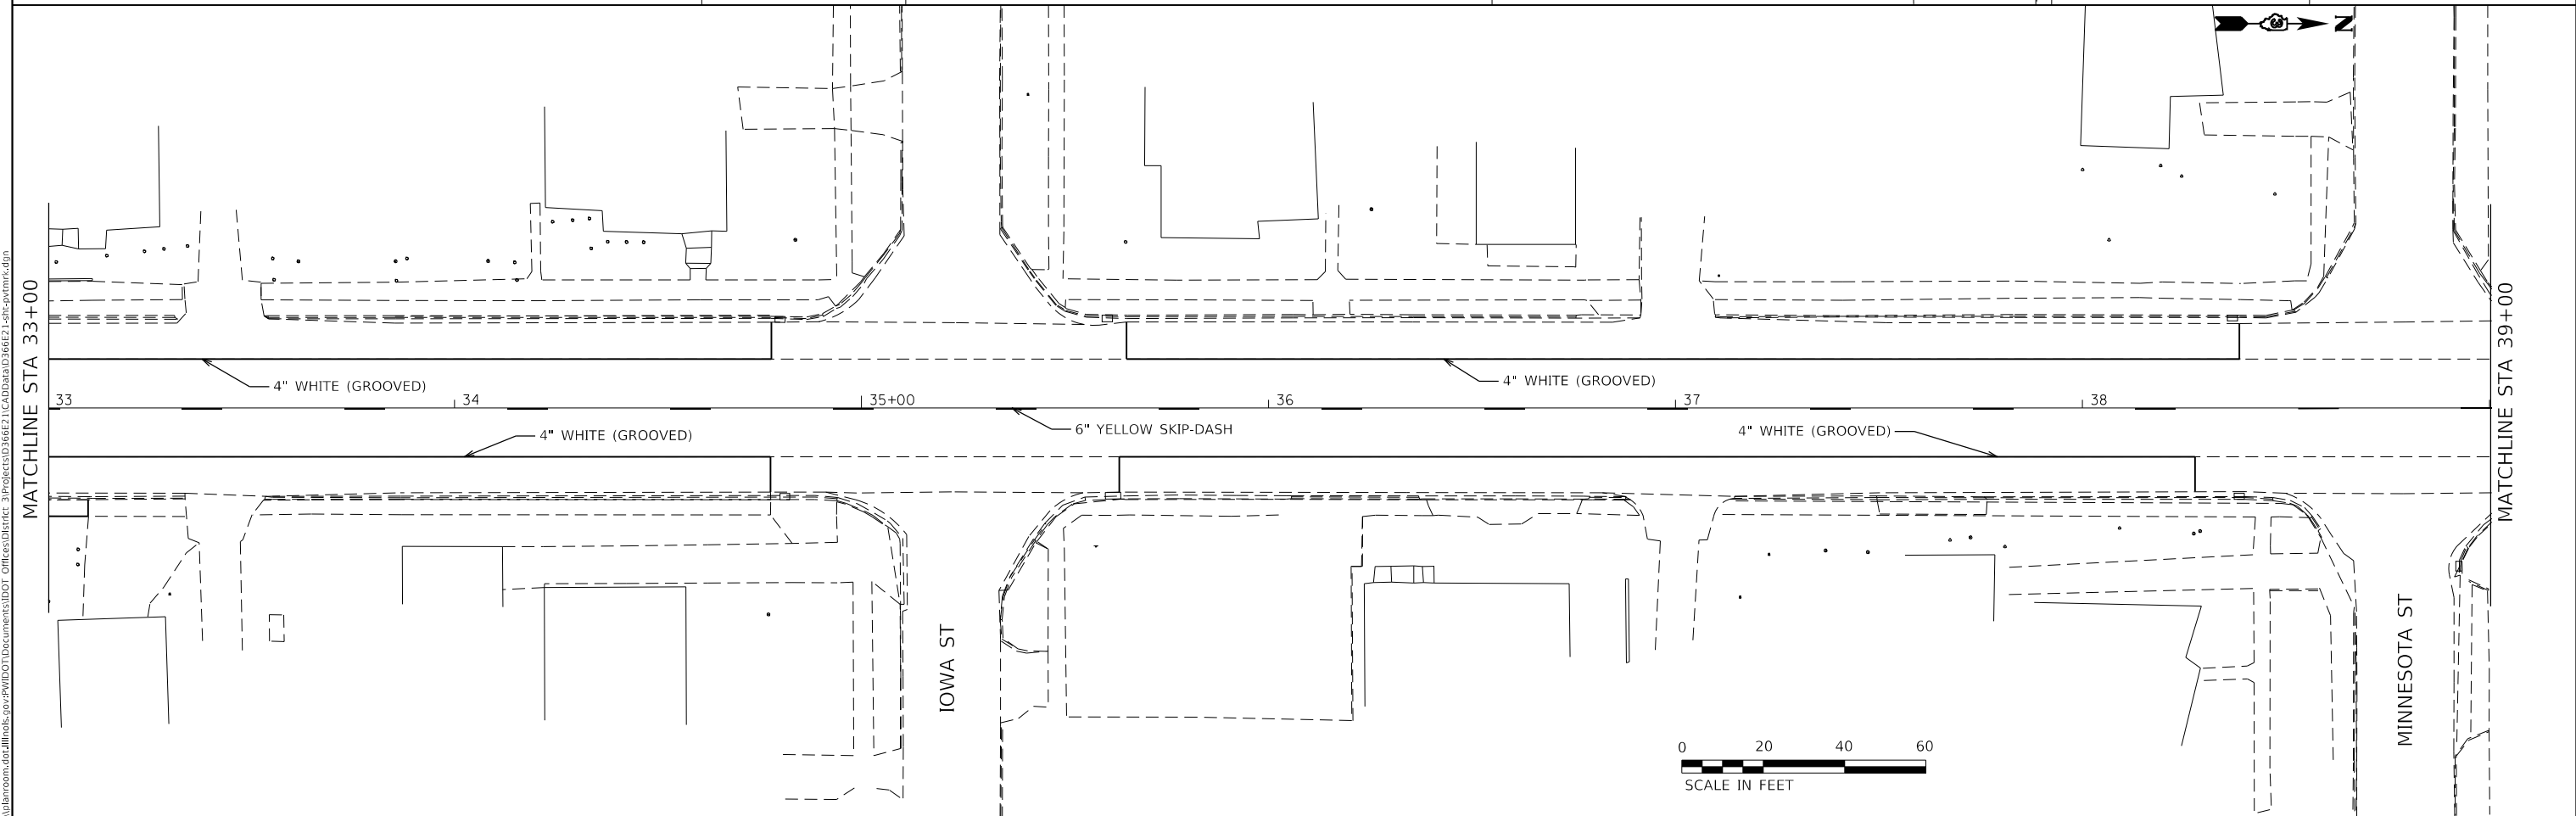 N
3
MATCHLINE STA 33+00
MATCHLINE STA 39+00
4" WHITE (GROOVED)
4" WHITE (GROOVED)
33
34
35+00
36
37
38
4" WHITE (GROOVED)
6" YELLOW SKIP-DASH
4" WHITE (GROOVED)
IOWA ST
MINNESOTA ST
0 20 40 60
SCALE IN FEET